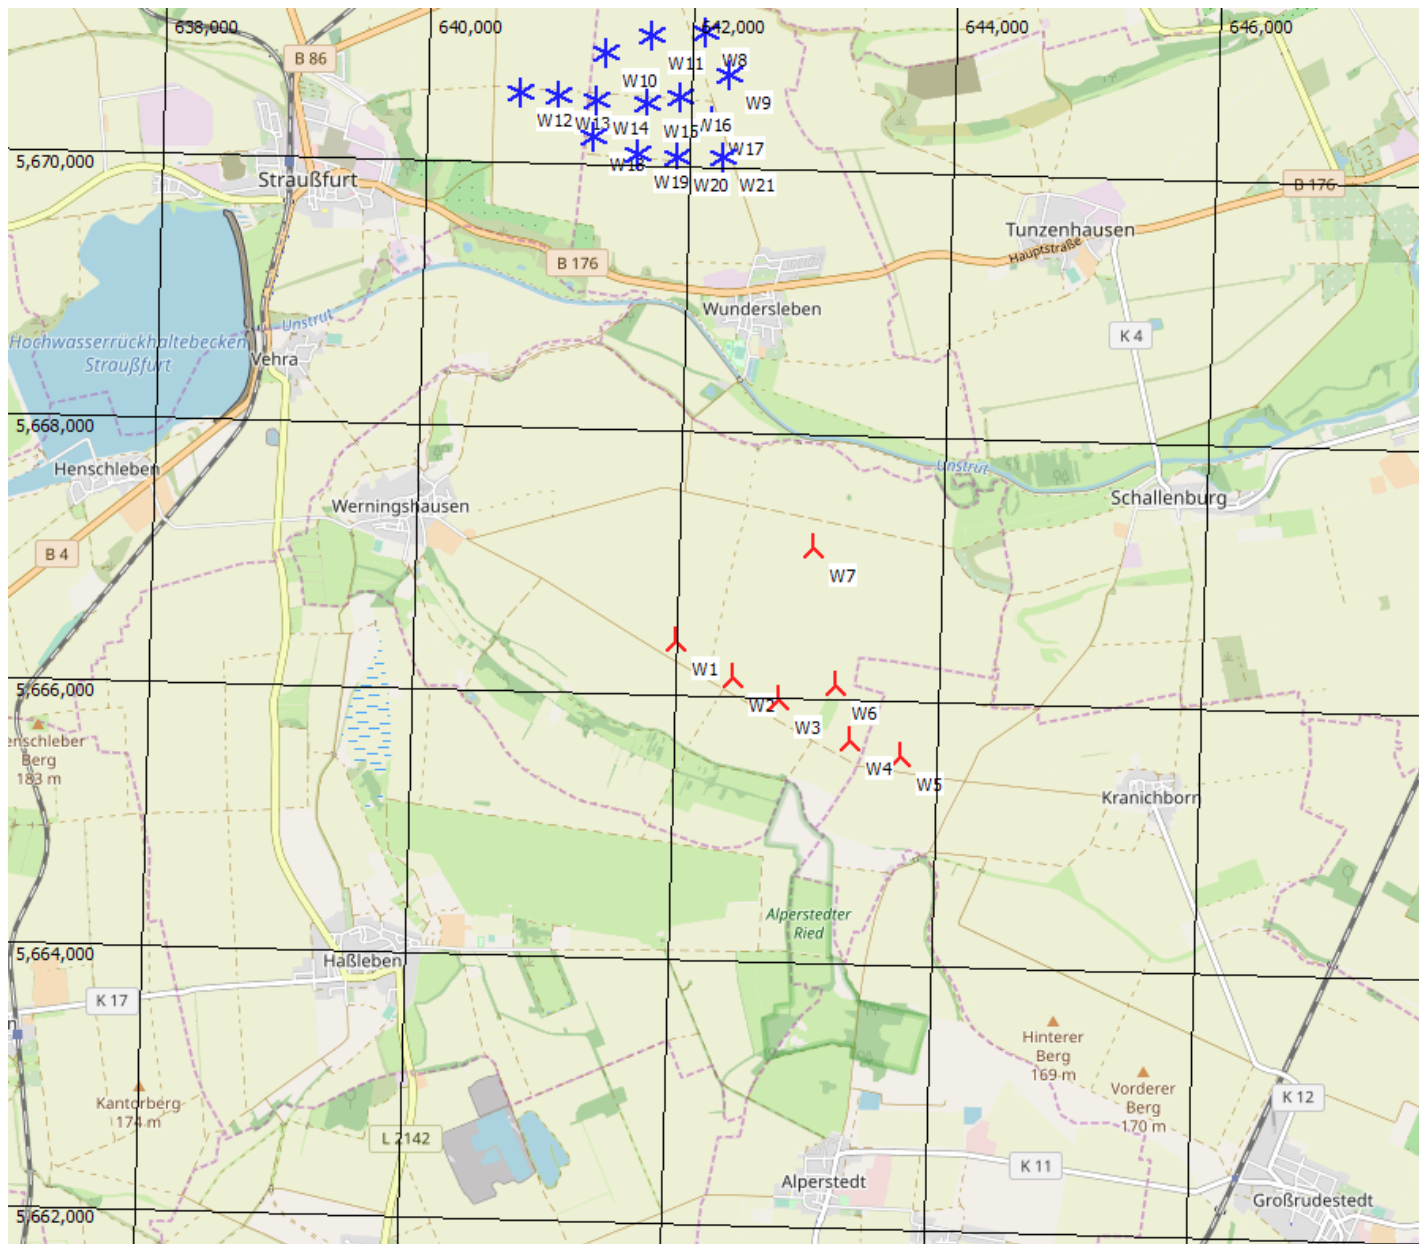 638,000
640,000
642,000
644,000
646,000
B 86
W11
W8
W10
W9
W12
W13
W14
W15
W16
W17
W18
W19
W20
W21
5,670,000
Straußfurt
B 176
Tunzenhausen
Hauptstraße
B 176
Wundersleben
Unstrut
Hochwasserrückhaltebecken
Straußfurt
Vehra
K 4
5,668,000
Henschleben
Unstrut
Werningshausen
Schallenburg
B 4
W7
W1
5,666,000
W2
W3
W6
enschleber
Berg
183 m
W4
W5
Kranichborn
Alperstedter
Ried
5,664,000
Haßleben
K 17
n
Hinterer
Berg
169 m
Vorderer
Berg
170 m
Kantorberg
174 m
K 12
L 2142
K 11
Alperstedt
Großrudestedt
5,662,000